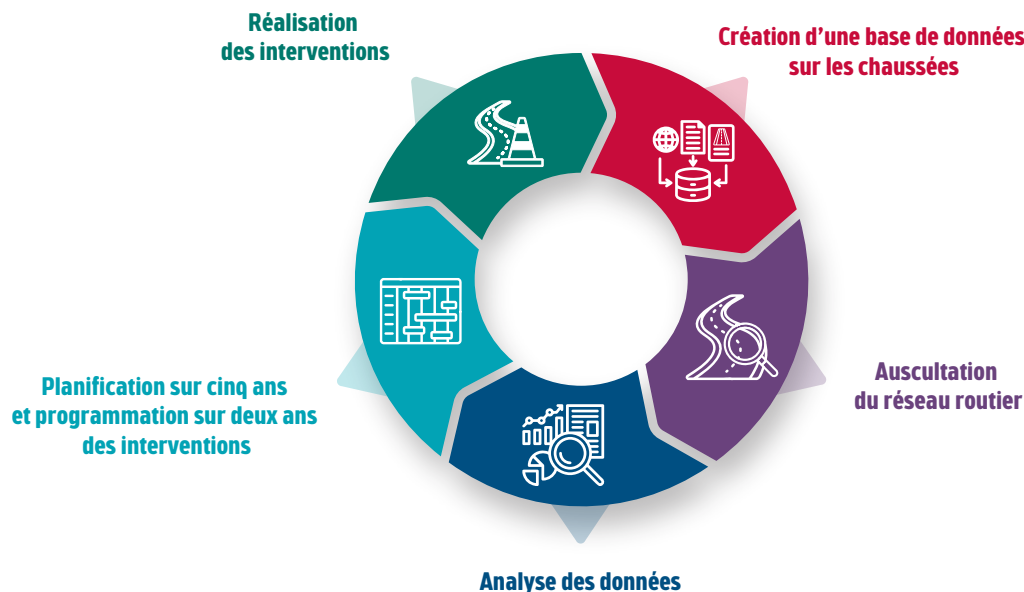 Réalisation
des interventions
Création d’une base de données
sur les chaussées
Auscultation
du réseau routier
Analyse des données
Planification sur cinq ans
et programmation sur deux ans
des interventions